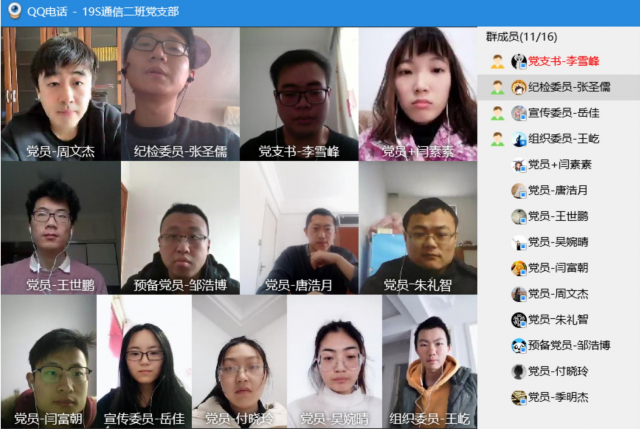 QQ电话 - 19S通信二班党支部
党员-周文杰
纪检委员-张圣儒
党支书-李雪峰
党员+闫素素
党员-王世鹏
预备党员-邹浩博
党员-唐浩月
党员-朱礼智
党员-闫富朝
宣传委员-岳佳
党员-付晓玲
党员-吴婉晴
组织委员-王屹
群成员(11/16)
党支书-李雪峰
纪检委员-张圣儒
宣传委员-岳佳
组织委员-王屹
党员+闫素素
党员-唐浩月
党员-王世鹏
党员-吴婉晴
党员-闫富朝
党员-周文杰
党员-朱礼智
预备党员-邹浩博
党员-付晓玲
党员-季明杰